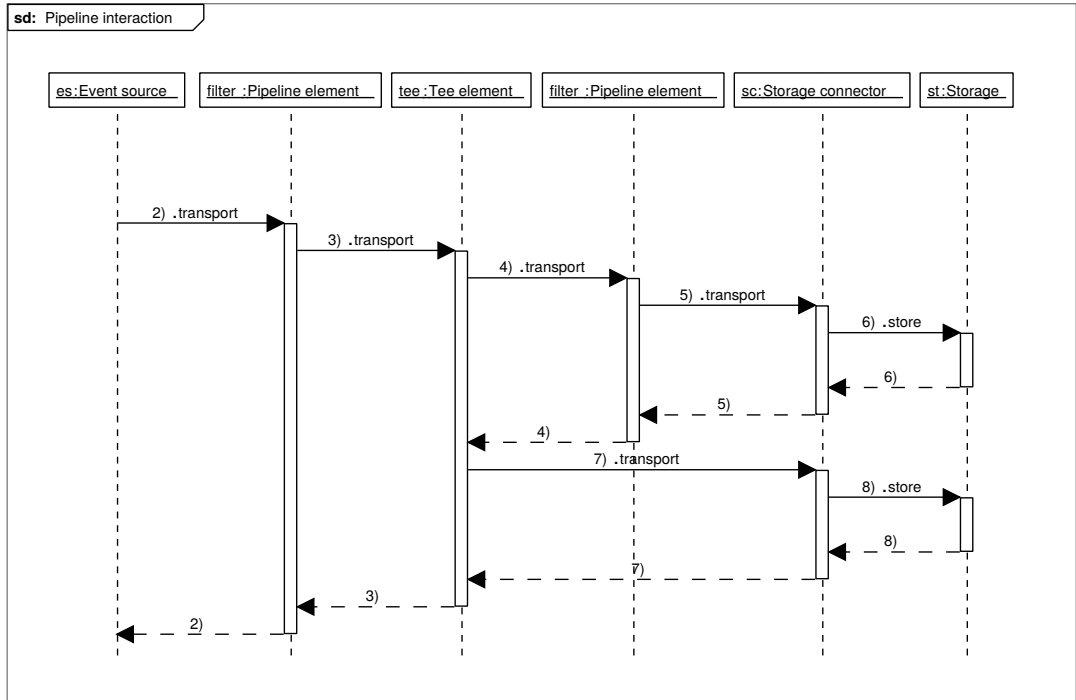 sd: Pipeline interaction
es:Event source
filter :Pipeline element
tee :Tee element
filter :Pipeline element
sc:Storage connector
st:Storage
2) .transport
3) .transport
4) .transport
5) .transport
6) .store
6)
5)
4)
7) .transport
8) .store
8)
7)
3)
2)